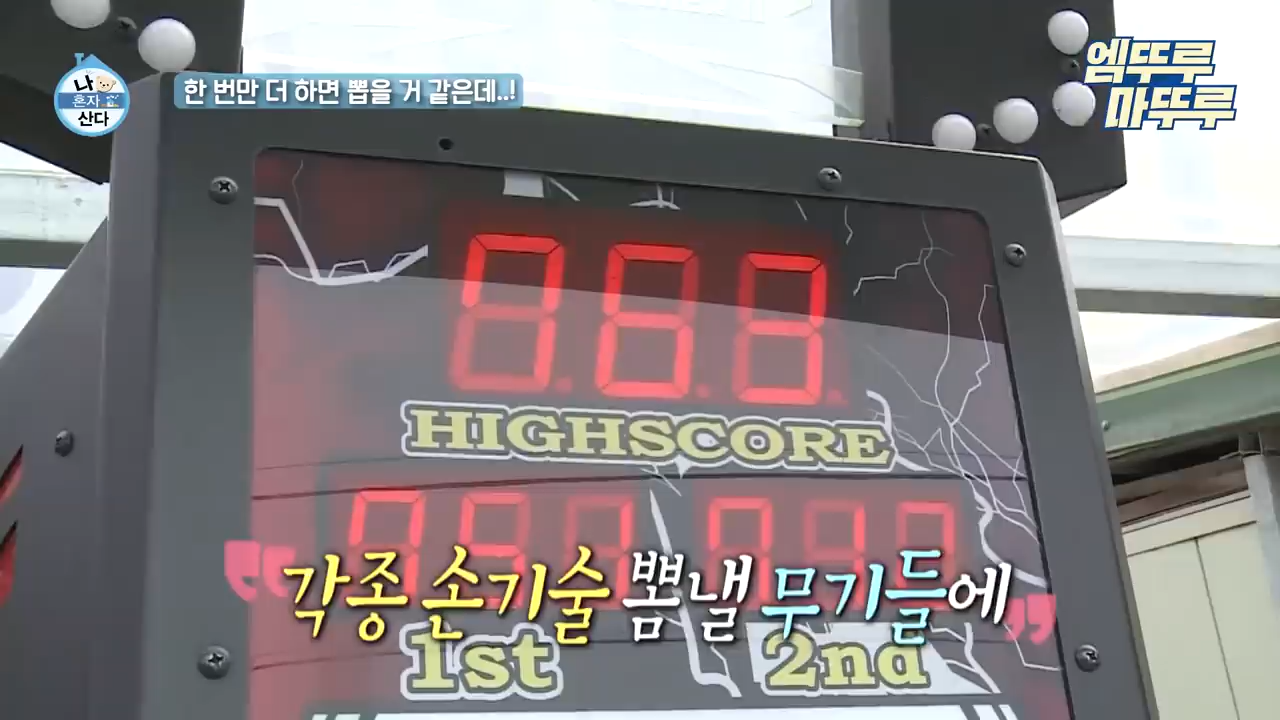 나
혼자
산다
한 번만 더 하면 뽑을 거 같은데..!
엠뚜루
마뚜루
HIGHSCORE
"각종 손기술 뽐낼 무기들에"
1st
2nd